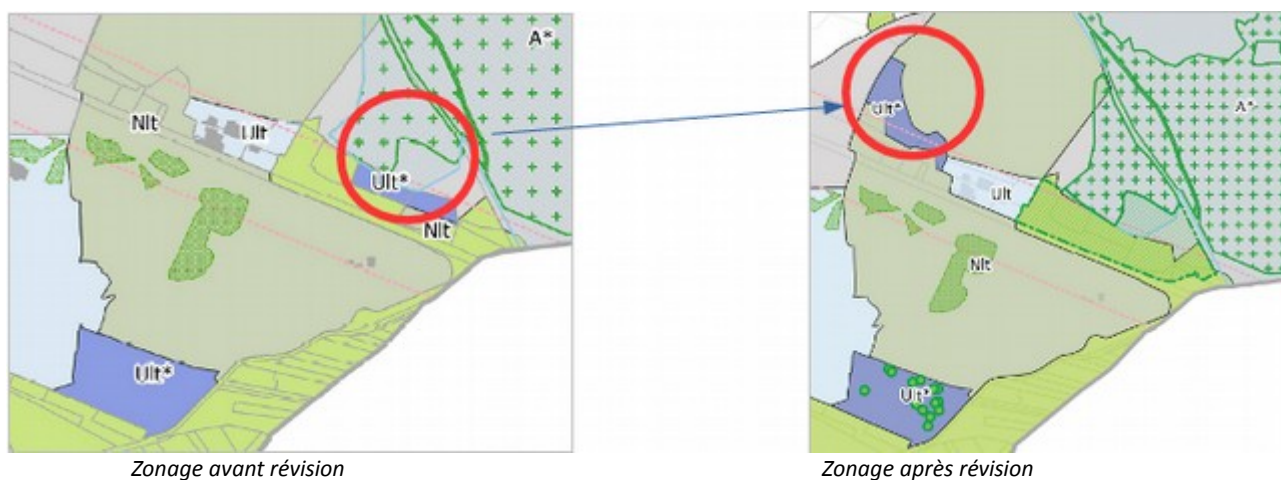 A*
Nlt
Ult
Ult*
Nlt
Ult*
Ult*
A*
Ult
Nlt
Ult*
Zonage avant révision
Zonage après révision